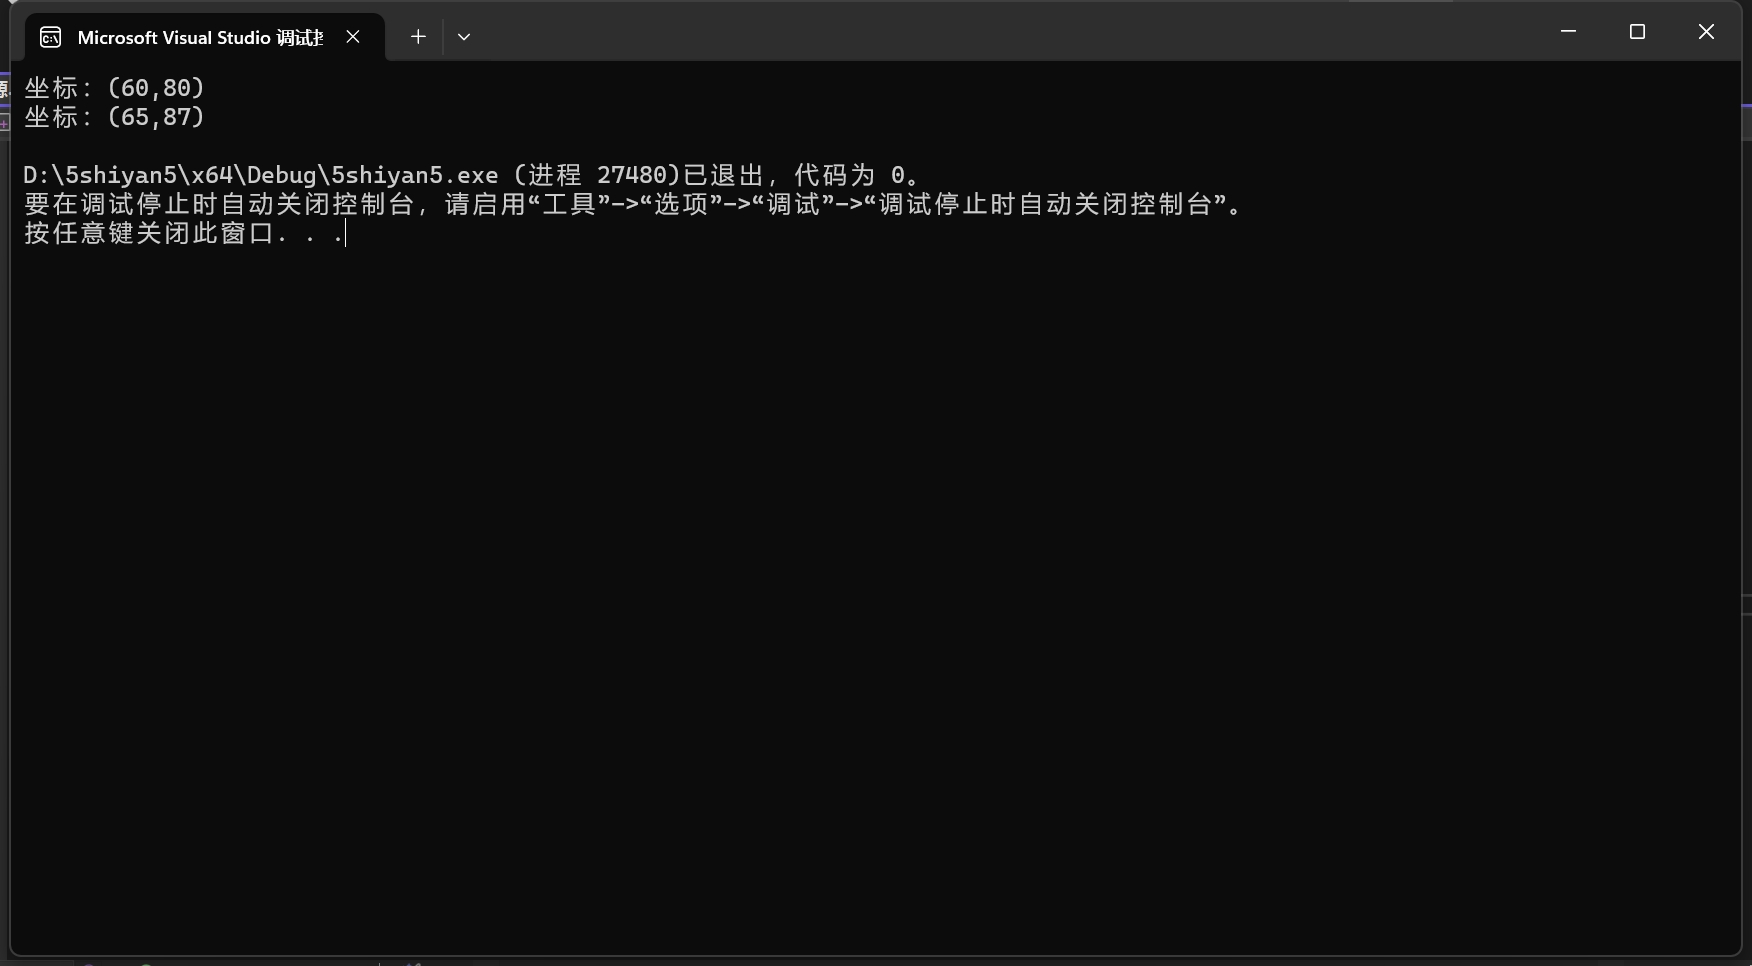 Microsoft Visual Studio 调试
坐标：(60,80)
坐标：(65,87)
D:\5shiyan5\x64\Debug\5shiyan5.exe (进程 27480)已退出，代码为 0。
要在调试停止时自动关闭控制台，请启用“工具”->“选项”->“调试”->“调试停止时自动关闭控制台”。
按任意键关闭此窗口. . .